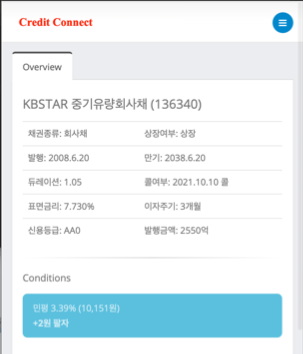 Credit Connect
Overview
KBSTAR 중기유량회사채 (136340)
채권종류: 회사채 상장여부: 상장
발행: 2008.6.20 만기: 2038.6.20
듀레이션: 1.05 콜여부: 2021.10.10 콜
표면금리: 7.730% 이자주기: 3개월
신용등급: AA0 발행금액: 2550억
Conditions
민평 3.39% (10,151원)
+2원 팔자